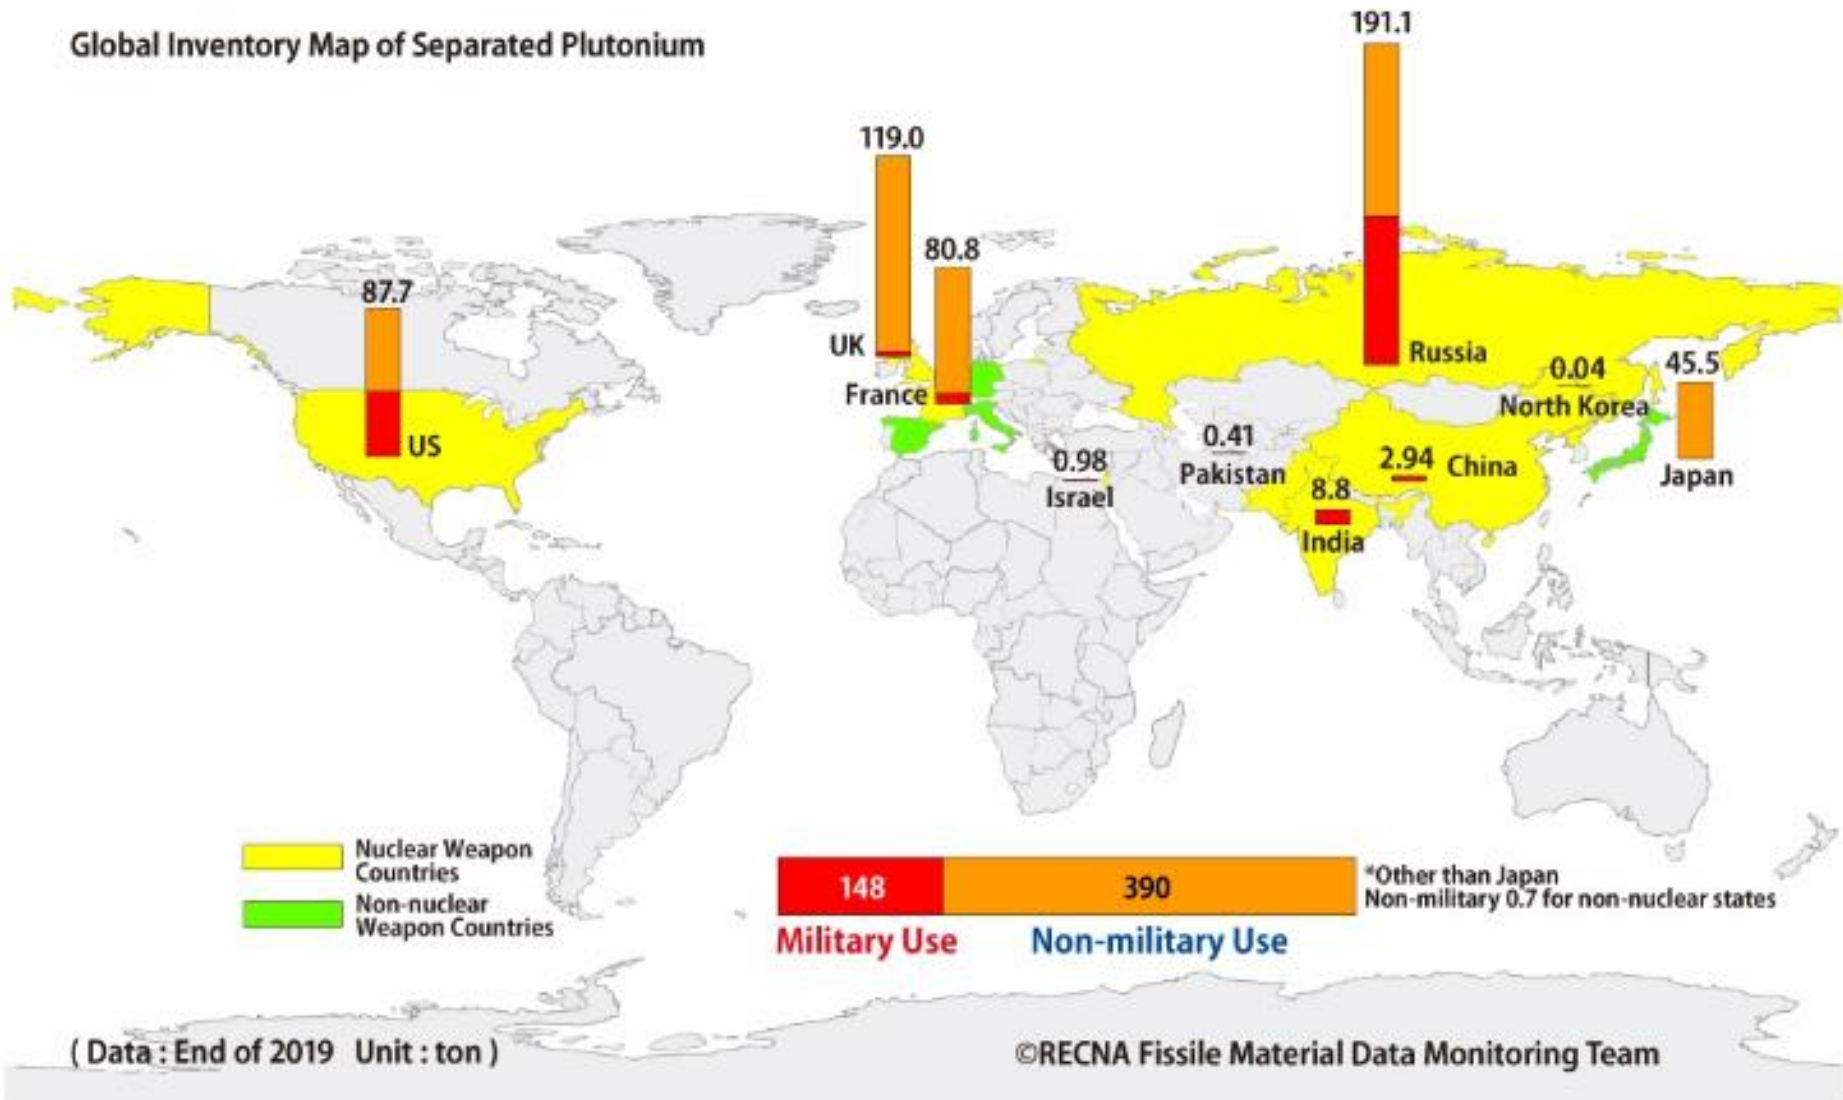 Global Inventory Map of Separated Plutonium
191.1
119.0
80.8
87.7
UK
France
US
Russia
0.04
North Korea
45.5
Japan
0.98
Israel
0.41
Pakistan
2.94
China
8.8
India
Nuclear Weapon
Countries
Non-nuclear
Weapon Countries
148
390
Military Use
Non-military Use
*Other than Japan
Non-military 0.7 for non-nuclear states
( Data : End of 2019 Unit : ton )
©RECNA Fissile Material Data Monitoring Team